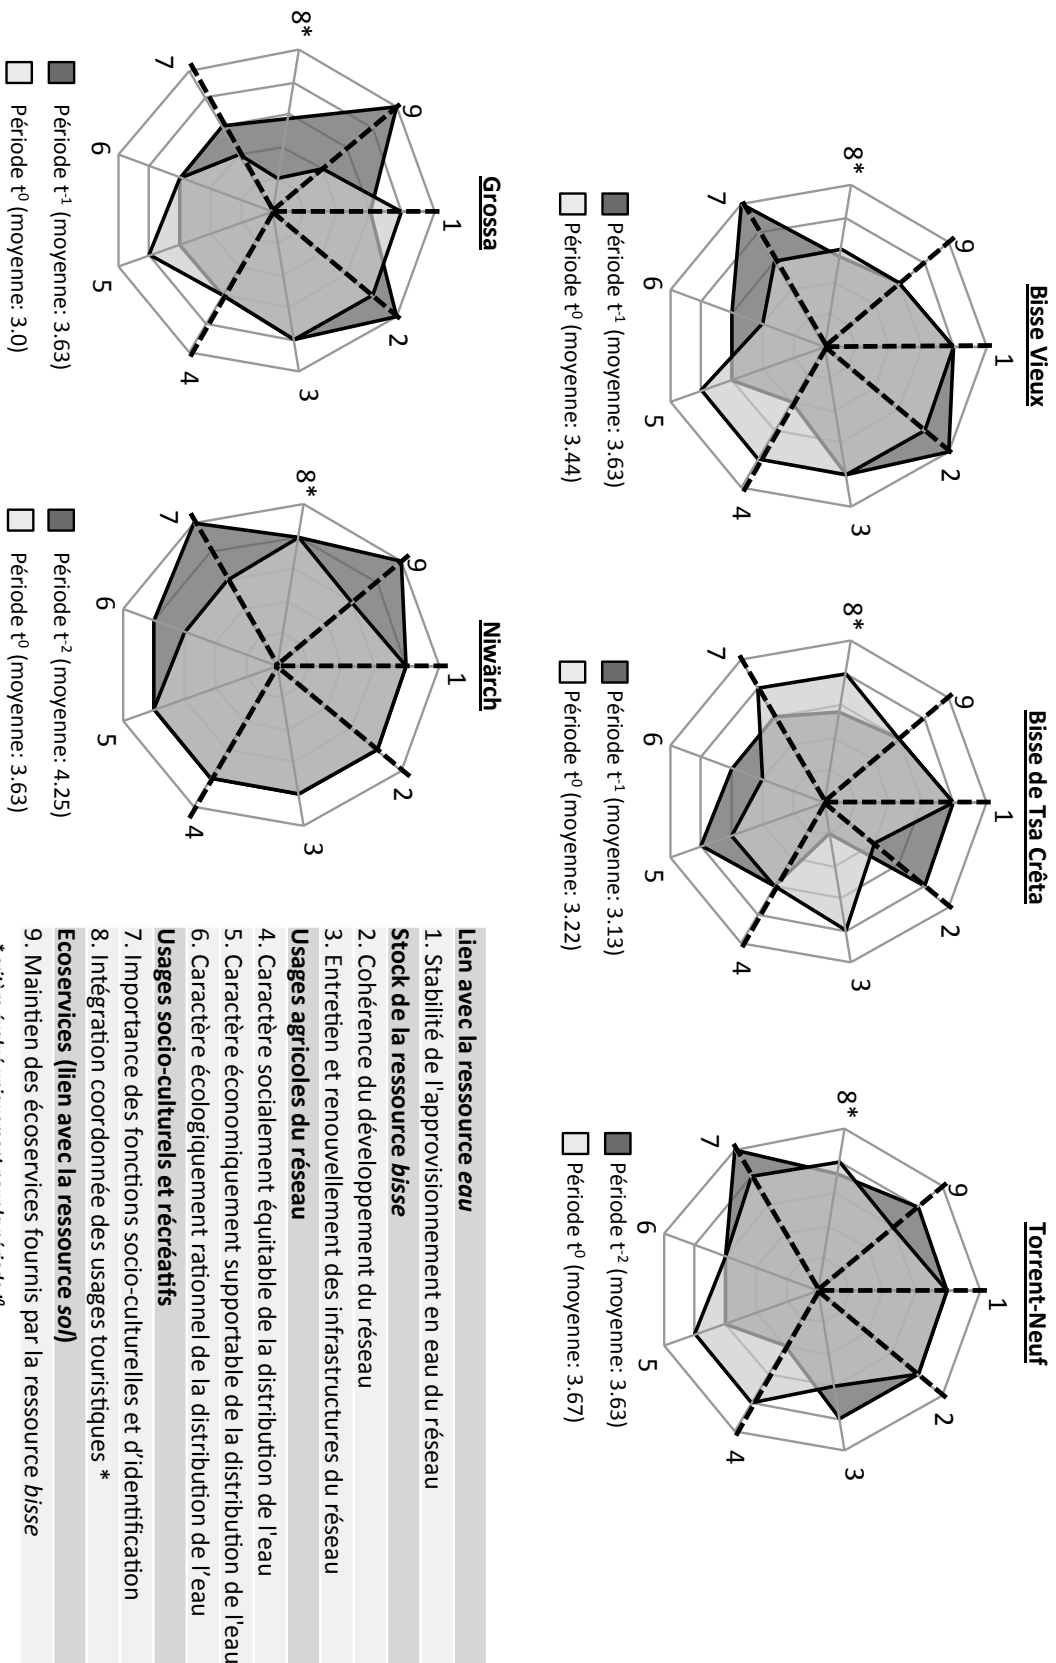 Bisse Vieux
1
2
3
4
5
6
7
8*
9
Période t-1 (moyenne: 3.63)
Période t0 (moyenne: 3.44)
Bisse de Tsa Crêta
1
2
3
4
5
6
7
8*
9
Période t-1 (moyenne: 3.13)
Période t0 (moyenne: 3.22)
Torrent-Neuf
1
2
3
4
5
6
7
8*
9
Période t-2 (moyenne: 3.63)
Période t0 (moyenne: 3.67)
Grossa
1
2
3
4
5
6
7
8*
9
Période t-1 (moyenne: 3.63)
Période t0 (moyenne: 3.0)
Niwärch
1
2
3
4
5
6
7
8*
9
Période t-2 (moyenne: 4.25)
Période t0 (moyenne: 3.63)
Lien avec la ressource eau
1. Stabilité de l'approvisionnement en eau du réseau
Stock de la ressource bisse
2. Cohérence du développement du réseau
3. Entretien et renouvellement des infrastructures du réseau
Usages agricoles du réseau
4. Caractère socialement équitable de la distribution de l'eau
5. Caractère économiquement supportable de la distribution de l'eau
6. Caractère écologiquement rationnel de la distribution de l’eau
Usages socio-culturels et récréatifs
7. Importance des fonctions socio-culturelles et d’identification
8. Intégration coordonnée des usages touristiques *
Ecoservices (lien avec la ressource sol)
9. Maintien des écoservices fournis par la ressource bisse